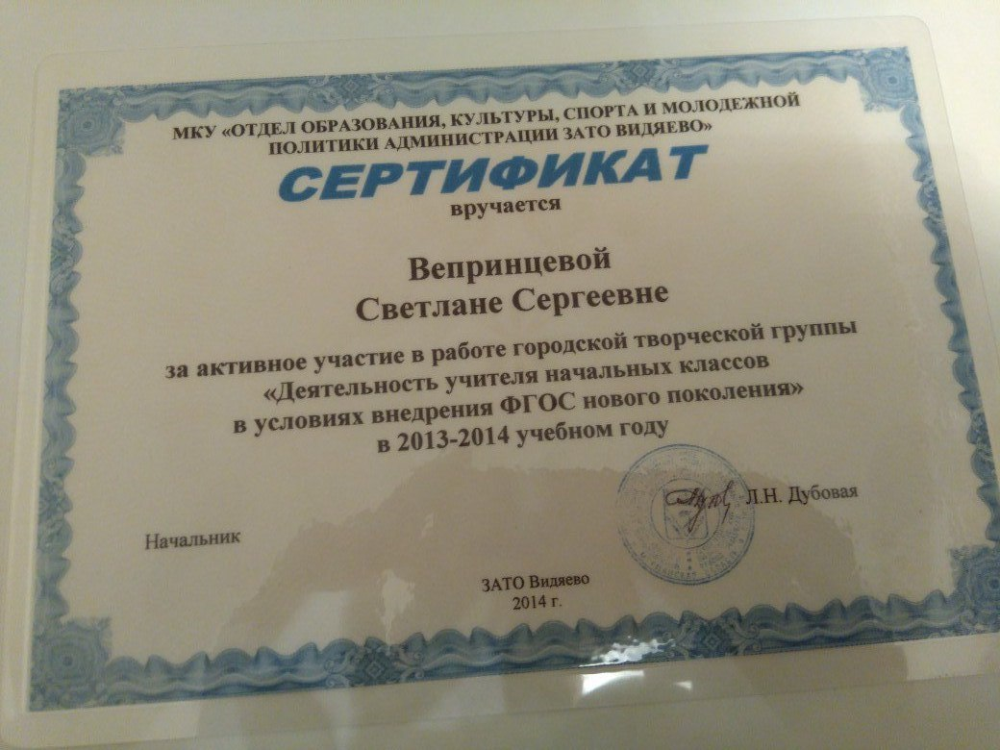 МКУ «ОТДЕЛ ОБРАЗОВАНИЯ, КУЛЬТУРЫ, СПОРТА И МОЛОДЕЖНОЙ
ПОЛИТИКИ АДМИНИСТРАЦИИ ЗАТО ВИДЯЕВО»
СЕРТИФИКАТ
вручается
Вепринцевой
Светлане Сергеевне
за активное участие в работе городской творческой группы
«Деятельность учителя начальных классов
в условиях внедрения ФГОС нового поколения»
в 2013-2014 учебном году
Начальник
Л.Н. Дубовая
ЗАТО Видяево
2014 г.